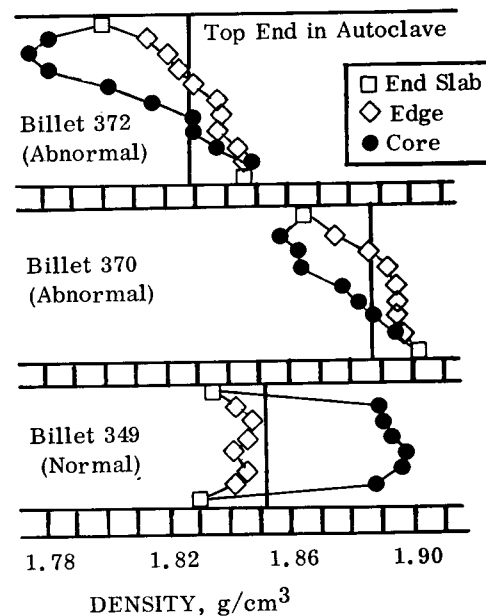 Top End in Autoclave
End Slab
Edge
Core
Billet 372
(Abnormal)
Billet 370
(Abnormal)
Billet 349
(Normal)
1.78 1.82 1.86 1.90
DENSITY, g/cm³